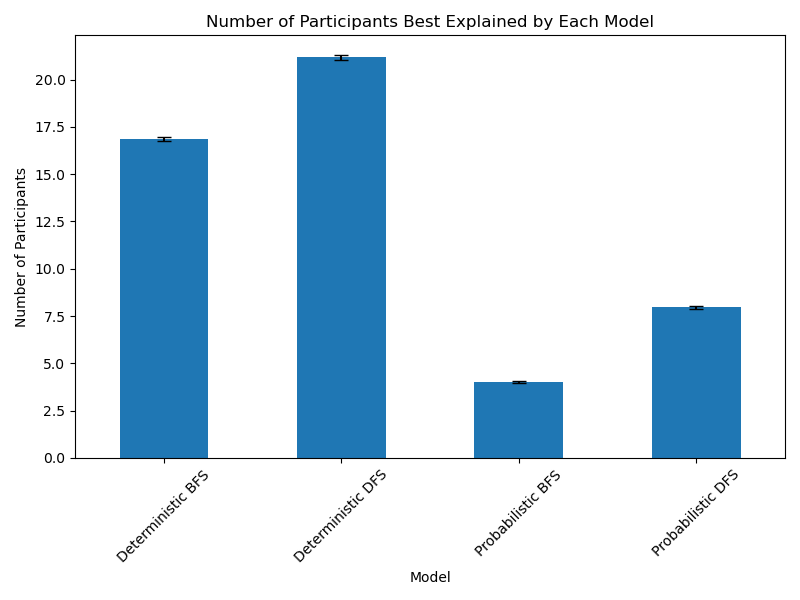 Number of Participants Best Explained by Each Model
Number of Participants
20.0
17.5
15.0
12.5
10.0
7.5
5.0
2.5
0.0
Deterministic BFS
Deterministic DFS
Probabilistic BFS
Probabilistic DFS
Model